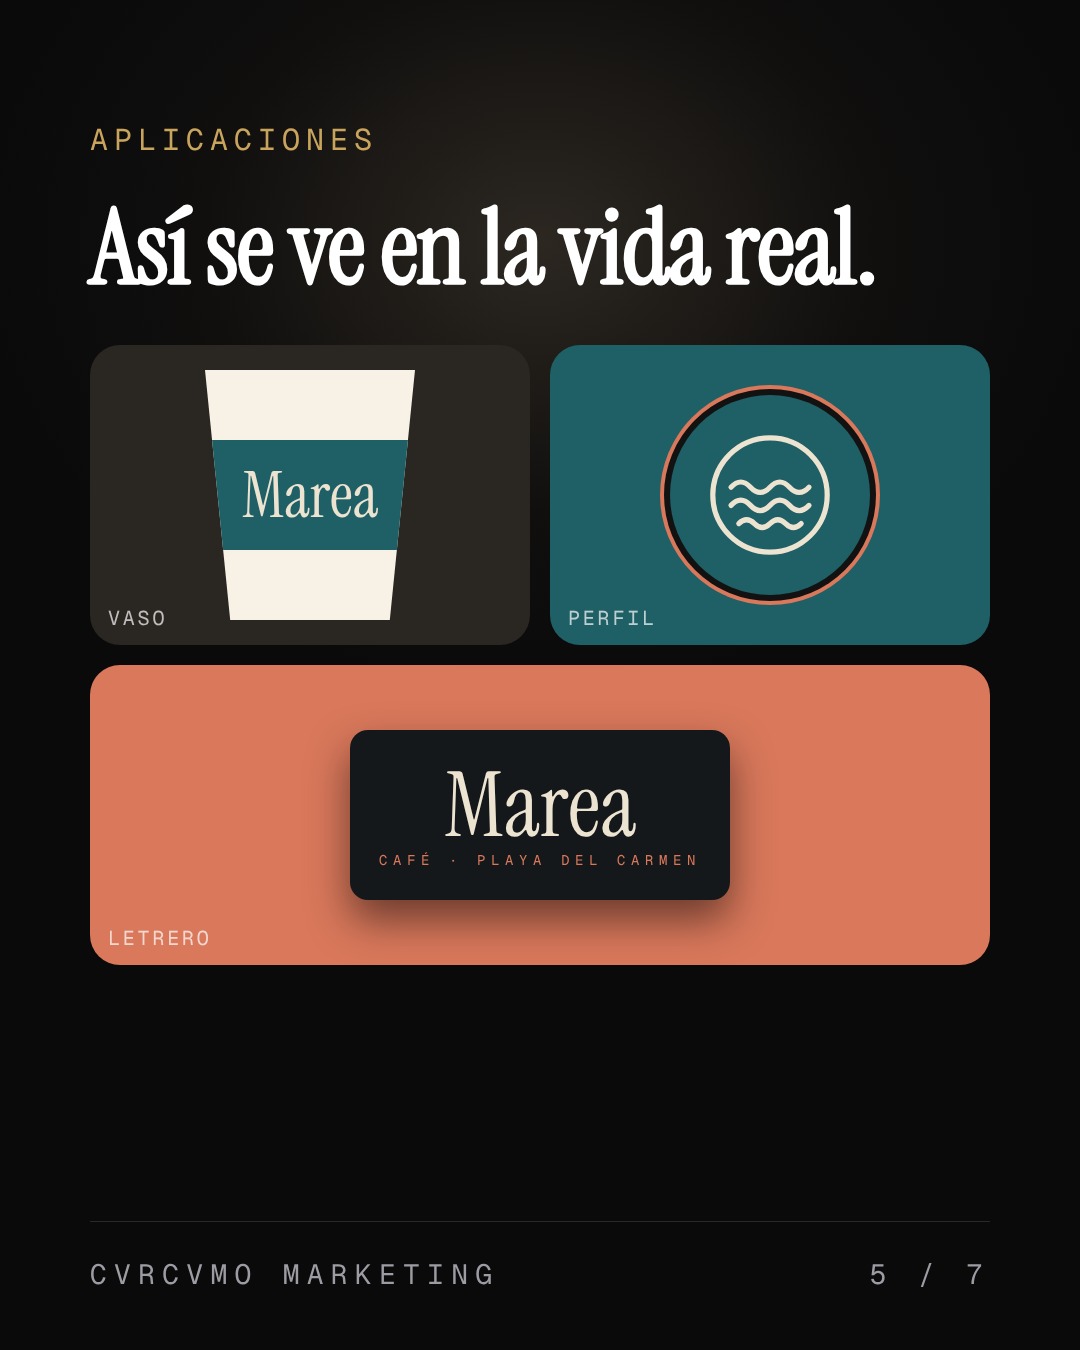 APLICACIONES
Así se ve en la vida real.
Marea
VASO
PERFIL
Marea
CAFÉ · PLAYA DEL CARMEN
LETRERO
CVRCVMO MARKETING
5 / 7